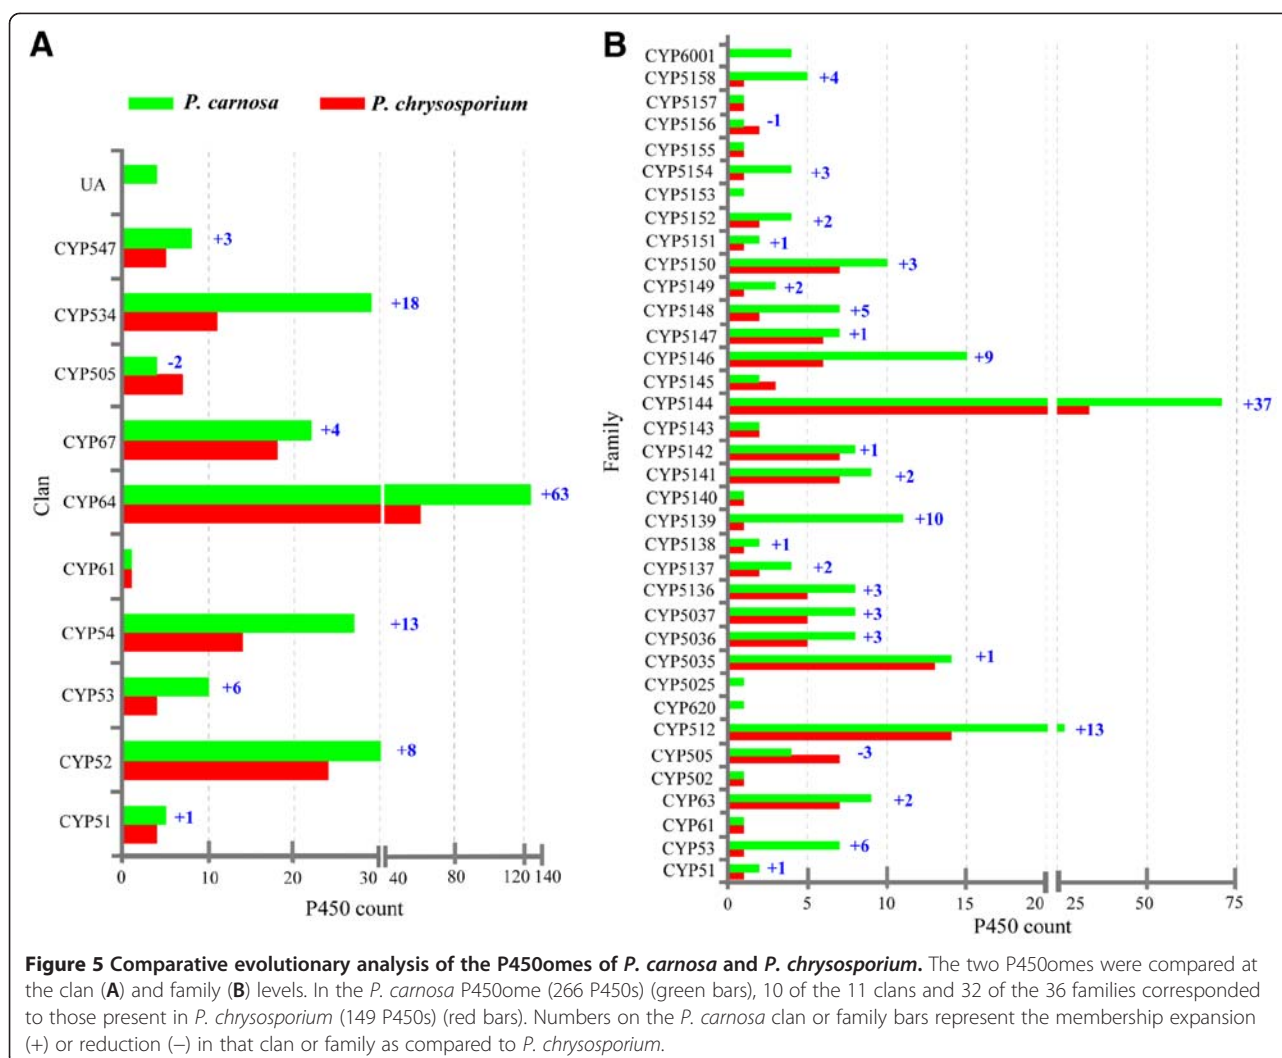 A
P. carnosa
P. chrysosporium
UA
CYP547
+3
CYP534
+18
CYP505
-2
CYP67
+4
CYP64
+63
CYP61
CYP54
+13
CYP53
+6
CYP52
+8
CYP51
+1
Clan
0 10 20 30 40 80 120 140
P450 count
B
CYP6001
CYP5158
+4
CYP5157
CYP5156
-1
CYP5155
CYP5154
+3
CYP5153
CYP5152
+2
CYP5151
+1
CYP5150
+3
CYP5149
+2
CYP5148
+5
CYP5147
+1
CYP5146
+9
CYP5145
CYP5144
+37
CYP5143
CYP5142
+1
CYP5141
+2
CYP5140
CYP5139
+10
CYP5138
+1
CYP5137
+2
CYP5136
+3
CYP5037
+3
CYP5036
+3
CYP5035
+1
CYP5025
CYP620
CYP512
+13
CYP505
-3
CYP502
CYP63
+2
CYP61
CYP53
+6
CYP51
+1
Family
0 5 10 15 20 25 50 75
P450 count
Figure 5 Comparative evolutionary analysis of the P450omes of P. carnosa and P. chrysosporium. The two P450omes were compared at
the clan (A) and family (B) levels. In the P. carnosa P450ome (266 P450s) (green bars), 10 of the 11 clans and 32 of the 36 families corresponded
to those present in P. chrysosporium (149 P450s) (red bars). Numbers on the P. carnosa clan or family bars represent the membership expansion
(+) or reduction (−) in that clan or family as compared to P. chrysosporium.